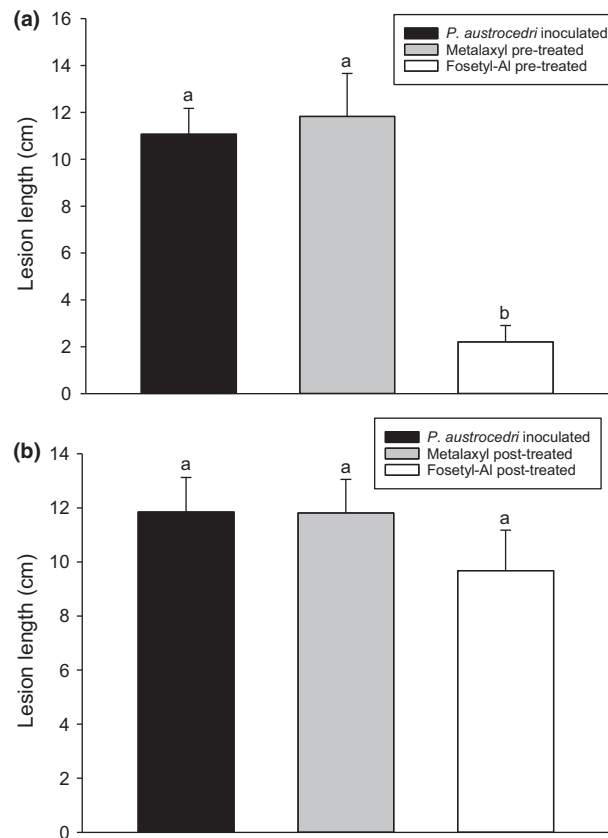 (a)
P. austrocedri inoculated
Metalaxyl pre-treated
Fosetyl-Al pre-treated
16
14
12
10
8
6
4
2
0
Lesion length (cm)
a
a
b
(b)
P. austrocedri inoculated
Metalaxyl post-treated
Fosetyl-Al post-treated
14
12
10
8
6
4
2
0
Lesion length (cm)
a
a
a